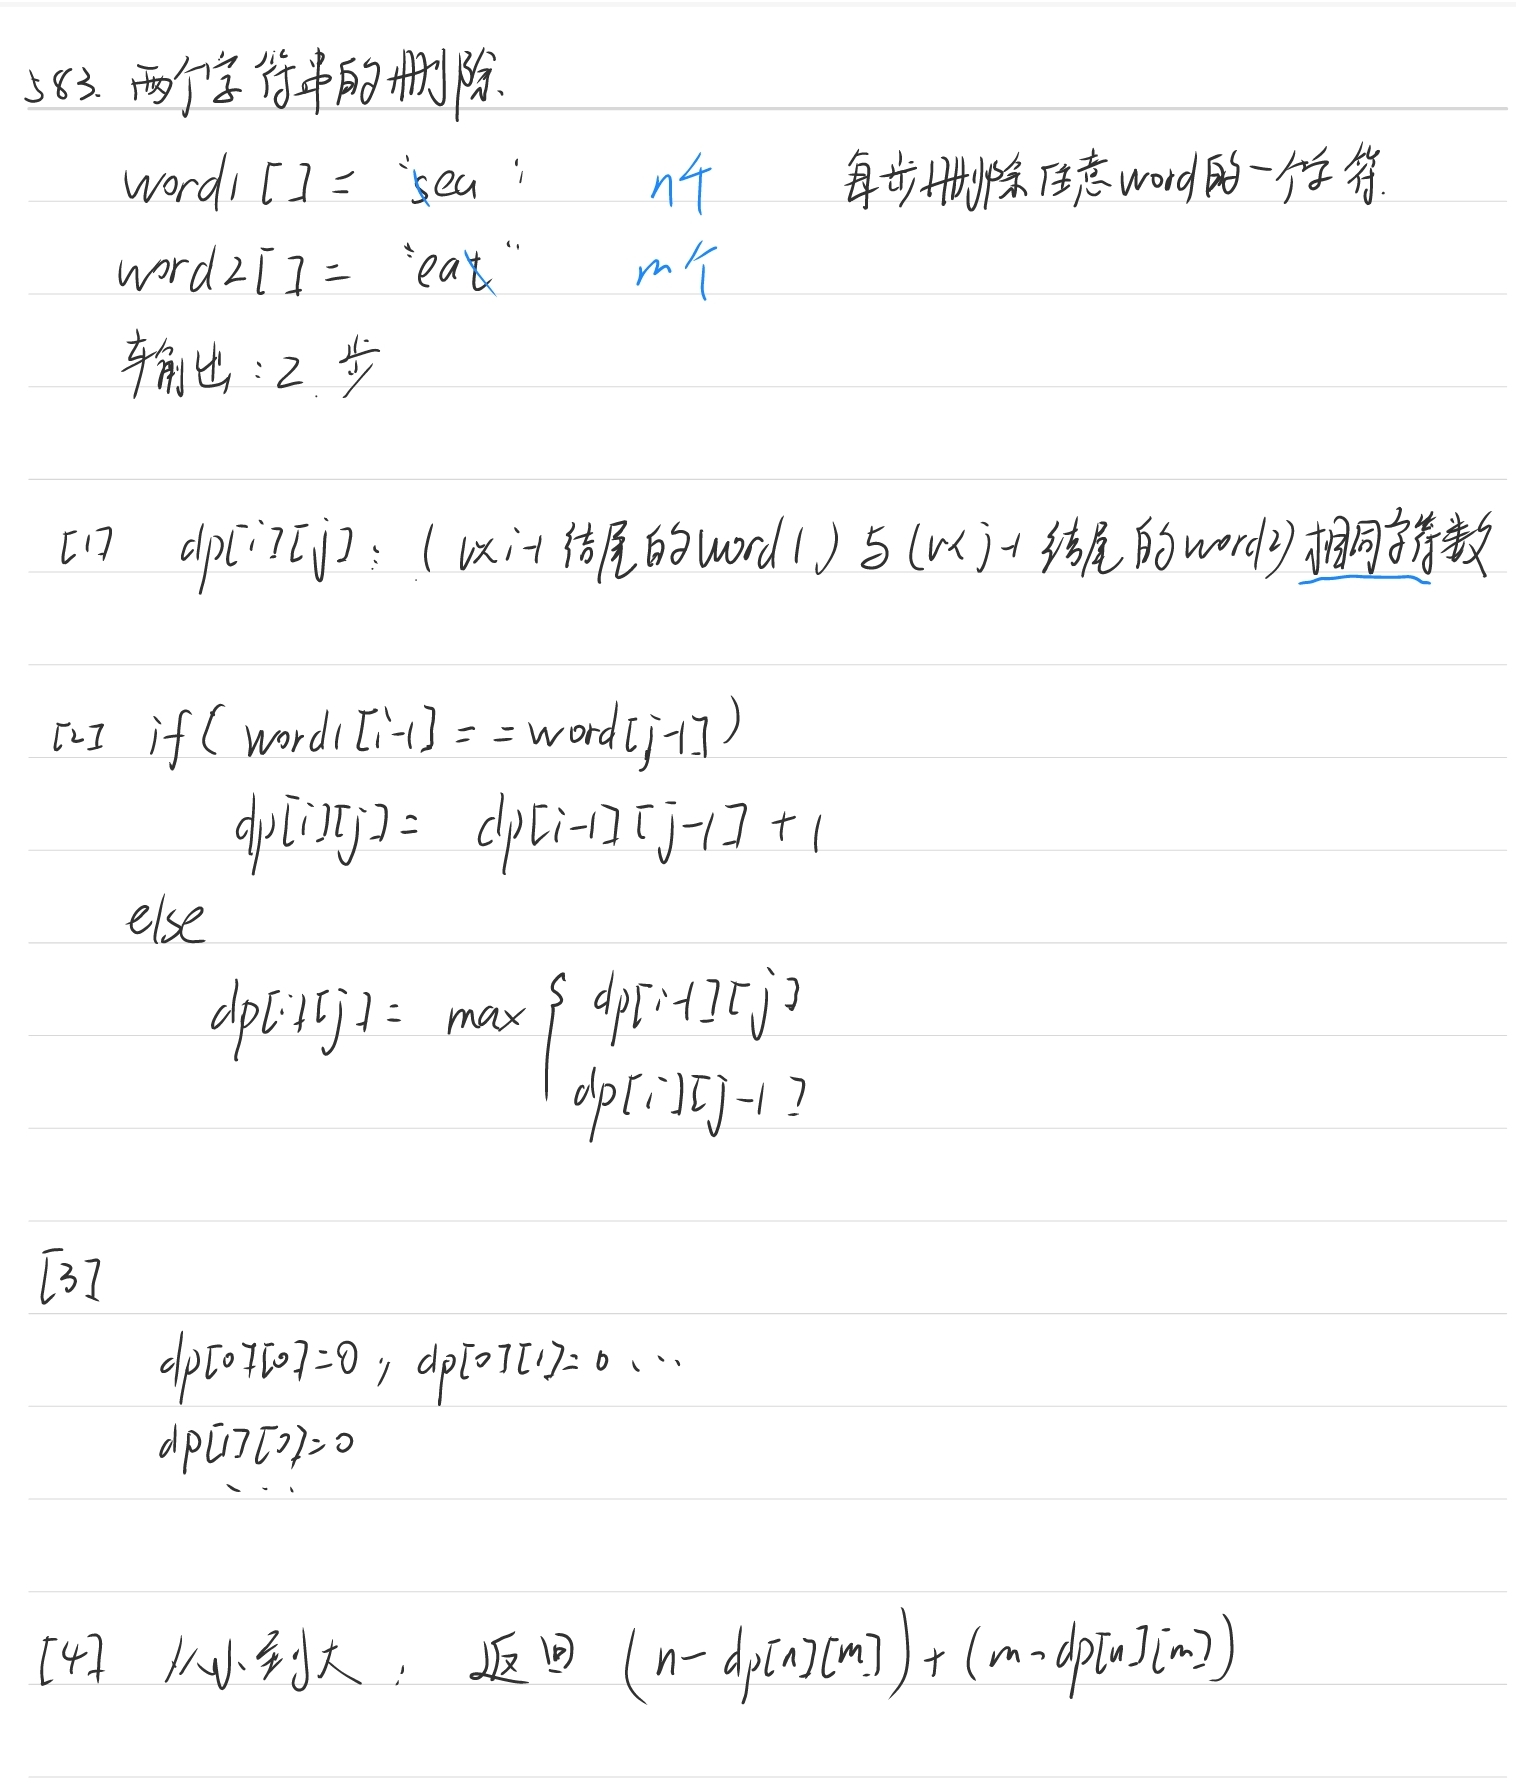 583. 两个字符串的删除.
word1 [] = "sea" n个 每步删除任意word的一个字符.
word2 [] = "eat" m个
输出：2 步
[1] dp[i][j]: (以i-1结尾的word1) 与 (以j-1结尾的word2) 相同字符数
[2] if( word1[i-1] == word[j-1])
dp[i][j] = dp[i-1][j-1] + 1
else
dp[i][j] = max { dp[i-1][j]
dp[i][j-1]
[3]
dp[0][0]=0; dp[0][1]=0、...
dp[1][0]=0
...
[4] 从小到大； 返回 (n- dp[n][m]) + (m-dp[n][m])